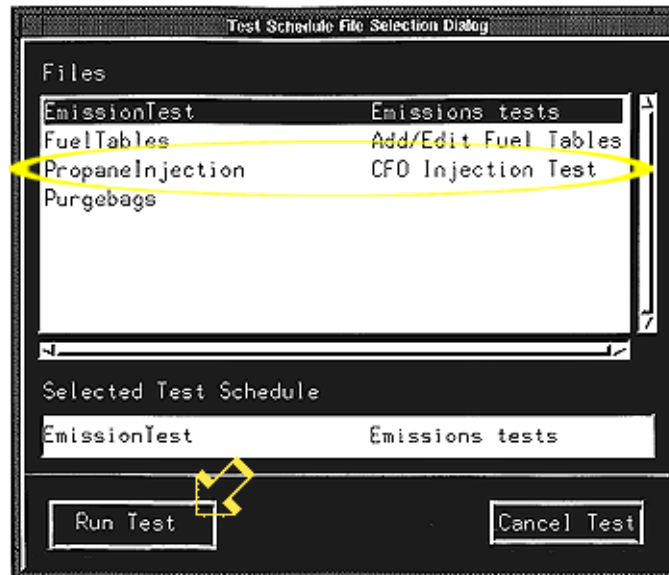 Test Schedule File Selection Dialog
Files
EmissionTest Emissions tests
FuelTables Add/Edit Fuel Tables
PropaneInjection CFO Injection Test
Purgebags
Selected Test Schedule
EmissionTest Emissions tests
Run Test Cancel Test